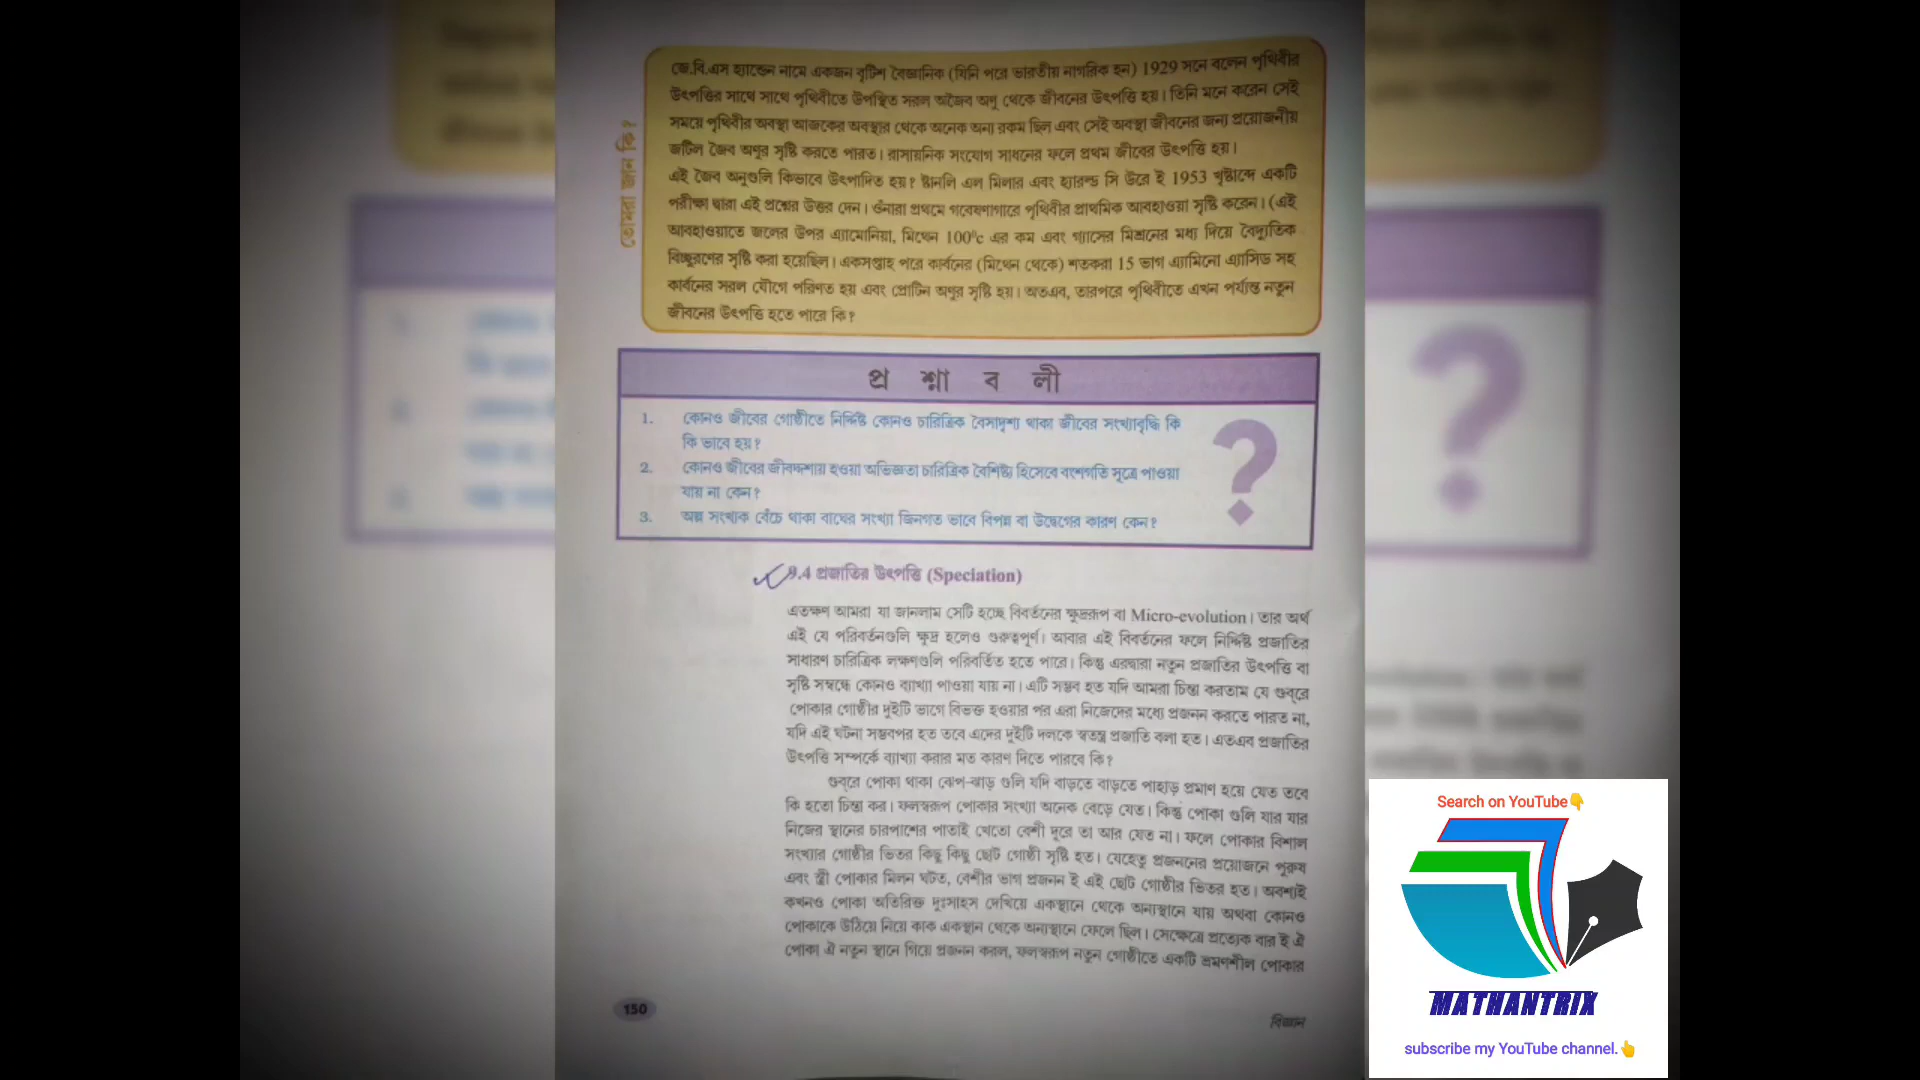 তোমরা জান কি?
জে.বি.এস হ্যাল্ডেন নামে একজন বৃটিশ বৈজ্ঞানিক (যিনি পরে ভারতীয় নাগরিক হন) 1929 সনে বলেন পৃথিবীর
উৎপত্তির সাথে সাথে পৃথিবীতে উপস্থিত সরল অজৈব অণু থেকে জীবনের উৎপত্তি হয়। তিনি মনে করেন সেই
সময়ে পৃথিবীর অবস্থা আজকের অবস্থার থেকে অনেক অন্য রকম ছিল এবং সেই অবস্থা জীবনের জন্য প্রয়োজনীয়
জটিল জৈব অণুর সৃষ্টি করতে পারত। রাসায়নিক সংযোগ সাধনের ফলে প্রথম জীবের উৎপত্তি হয়।
এই জৈব অনুগুলি কিভাবে উৎপাদিত হয়? ষ্টানলি এল মিলার এবং হ্যারল্ড সি উরে ই 1953 খৃষ্টাব্দে একটি
পরীক্ষা দ্বারা এই প্রশ্নের উত্তর দেন। ওঁনারা প্রথমে গবেষণাগারে পৃথিবীর প্রাথমিক আবহাওয়া সৃষ্টি করেন। (এই
আবহাওয়াতে জলের উপর এ্যামোনিয়া, মিথেন 100⁰c এর কম এবং গ্যাসের মিশ্রনের মধ্য দিয়ে বৈদ্যুতিক
বিচ্ছুরণের সৃষ্টি করা হয়েছিল। একসপ্তাহ পরে কার্বনের (মিথেন থেকে) শতকরা 15 ভাগ এ্যামিনো এ্যাসিড সহ
কার্বনের সরল যৌগে পরিণত হয় এবং প্রোটিন অণুর সৃষ্টি হয়। অতএব, তারপরে পৃথিবীতে এখন পর্য্যন্ত নতুন
জীবনের উৎপত্তি হতে পারে কি?
প্র শ্না ব লী
1. কোনও জীবের গোষ্ঠীতে নির্দ্দিষ্ট কোনও চারিত্রিক বৈসাদৃশ্য থাকা জীবের সংখ্যাবৃদ্ধি কি
কি ভাবে হয়?
2. কোনও জীবের জীবদ্দশায় হওয়া অভিজ্ঞতা চারিত্রিক বৈশিষ্ট্য হিসেবে বংশগতি সূত্রে পাওয়া
যায় না কেন?
3. অল্প সংখ্যক বেঁচে থাকা বাঘের সংখ্যা জিনগত ভাবে বিপন্ন বা উদ্বেগের কারণ কেন?
?
9.4 প্রজাতির উৎপত্তি (Speciation)
এতক্ষণ আমরা যা জানলাম সেটি হচ্ছে বিবর্তনের ক্ষুদ্ররূপ বা Micro-evolution। তার অর্থ
এই যে পরিবর্তনগুলি ক্ষুদ্র হলেও গুরুত্বপূর্ণ। আবার এই বিবর্তনের ফলে নির্দ্দিষ্ট প্রজাতির
সাধারণ চারিত্রিক লক্ষণগুলি পরিবর্তিত হতে পারে। কিন্তু এরদ্বারা নতুন প্রজাতির উৎপত্তি বা
সৃষ্টি সম্বন্ধে কোনও ব্যাখ্যা পাওয়া যায় না। এটি সম্ভব হত যদি আমরা চিন্তা করতাম যে গুব্‌রে
পোকার গোষ্ঠীর দুইটি ভাগে বিভক্ত হওয়ার পর এরা নিজেদের মধ্যে প্রজনন করতে পারত না,
যদি এই ঘটনা সম্ভবপর হত তবে এদের দুইটি দলকে স্বতন্ত্র প্রজাতি বলা হত। এতএব প্রজাতির
উৎপত্তি সম্পর্কে ব্যাখ্যা করার মত কারণ দিতে পারবে কি?
গুব্‌রে পোকা থাকা ঝোপ-ঝাড় গুলি যদি বাড়তে বাড়তে পাহাড় প্রমাণ হয়ে যেত তবে
কি হতো চিন্তা কর। ফলস্বরূপ পোকার সংখ্যা অনেক বেড়ে যেত। কিন্তু পোকা গুলি যার যার
নিজের স্থানের চারপাশের পাতাই খেতো বেশী দূরে তা আর যেত না। ফলে পোকার বিশাল
সংখ্যার গোষ্ঠীর ভিতর কিছু কিছু ছোট গোষ্ঠী সৃষ্টি হত। যেহেতু প্রজননের প্রয়োজনে পুরুষ
এবং স্ত্রী পোকার মিলন ঘটত, বেশীর ভাগ প্রজনন ই এই ছোট গোষ্ঠীর ভিতর হত। অবশ্যই
কখনও পোকা অতিরিক্ত দুঃসাহস দেখিয়ে একস্থানে থেকে অন্যস্থানে যায় অথবা কোনও
পোকাকে উঠিয়ে নিয়ে কাক একস্থান থেকে অন্যস্থানে ফেলে ছিল। সেক্ষেত্রে প্রত্যেক বার ই ঐ
পোকা ঐ নতুন স্থানে গিয়ে প্রজনন করল, ফলস্বরূপ নতুন গোষ্ঠীতে একটি ভ্রমণশীল পোকার
150
বিজ্ঞান
Search on YouTube👇
MATHANTRIX
subscribe my YouTube channel.👆